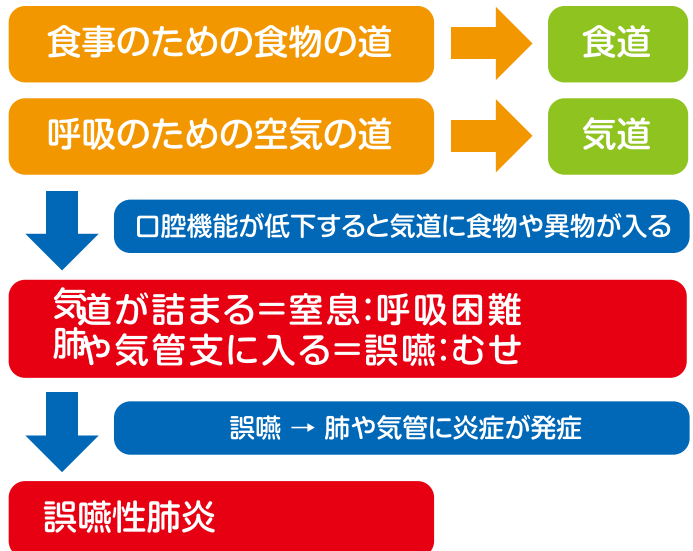 食事のための食物の道
食道
呼吸のための空気の道
気道
口腔機能が低下すると気道に食物や異物が入る
気道が詰まる＝窒息：呼吸困難
肺や気管支に入る＝誤嚥：むせ
誤嚥 → 肺や気管に炎症が発症
誤嚥性肺炎